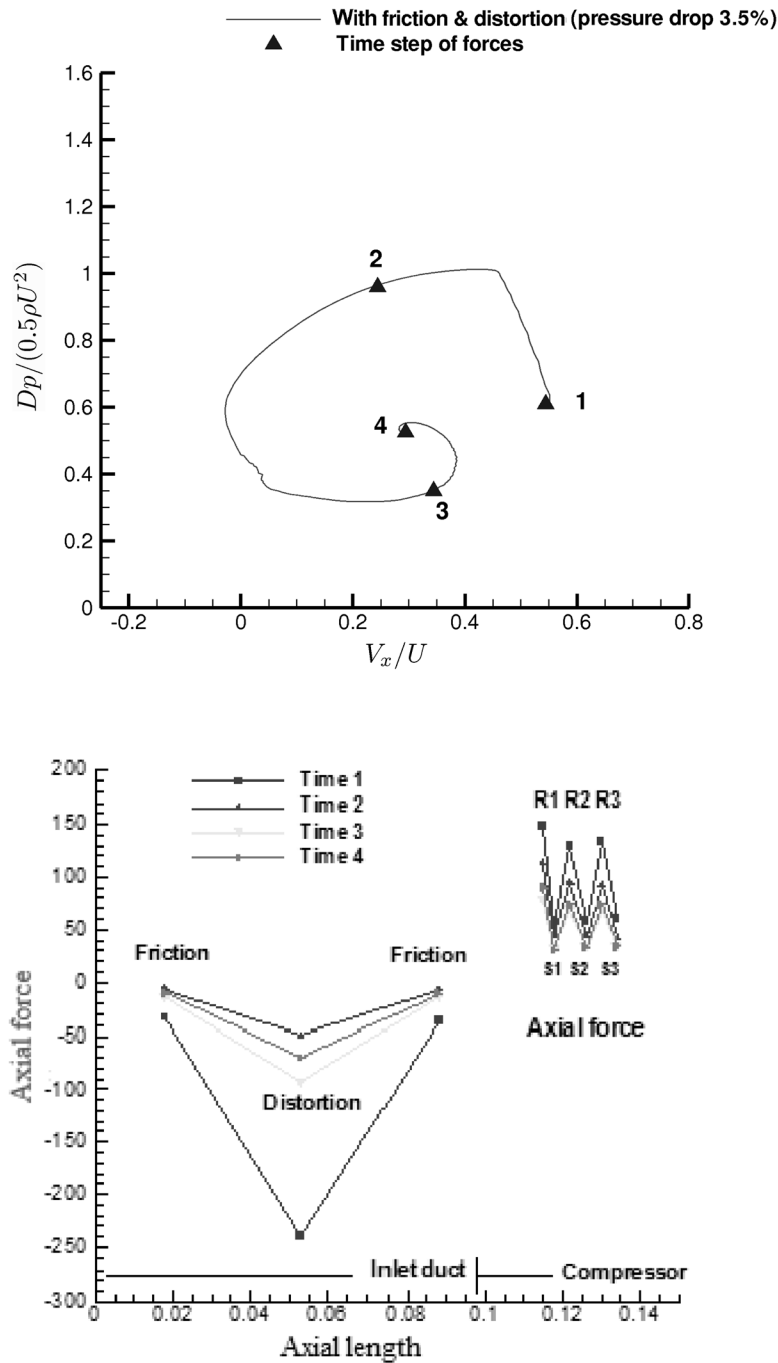 With friction & distortion (pressure drop 3.5%)
Time step of forces
1.6
1.4
1.2
1
0.8
0.6
0.4
0.2
0
Dp/(0.5ρU²)
2
1
4
3
-0.2 0 0.2 0.4 0.6 0.8
Vₓ/U
200
150
100
50
0
-50
-100
-150
-200
-250
-300
Axial force
Time 1
Time 2
Time 3
Time 4
R1 R2 R3
S1 S2 S3
Axial force
Friction
Friction
Distortion
Inlet duct
Compressor
0 0.02 0.04 0.06 0.08 0.1 0.12 0.14
Axial length